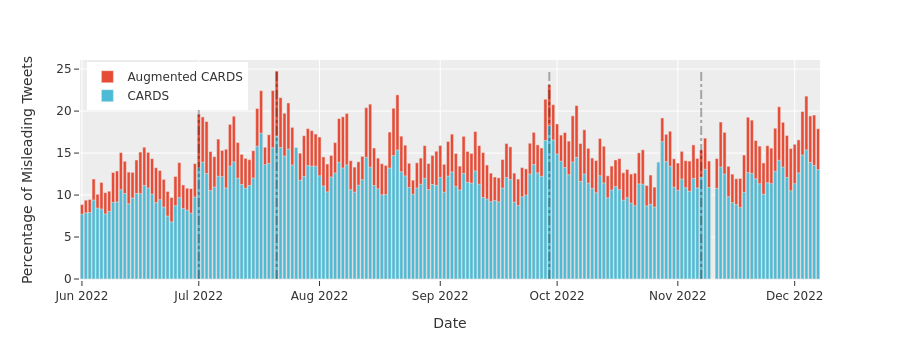 Percentage of Misleading Tweets
25
20
15
10
5
0
Augmented CARDS
CARDS
Jun 2022
Jul 2022
Aug 2022
Sep 2022
Oct 2022
Nov 2022
Dec 2022
Date